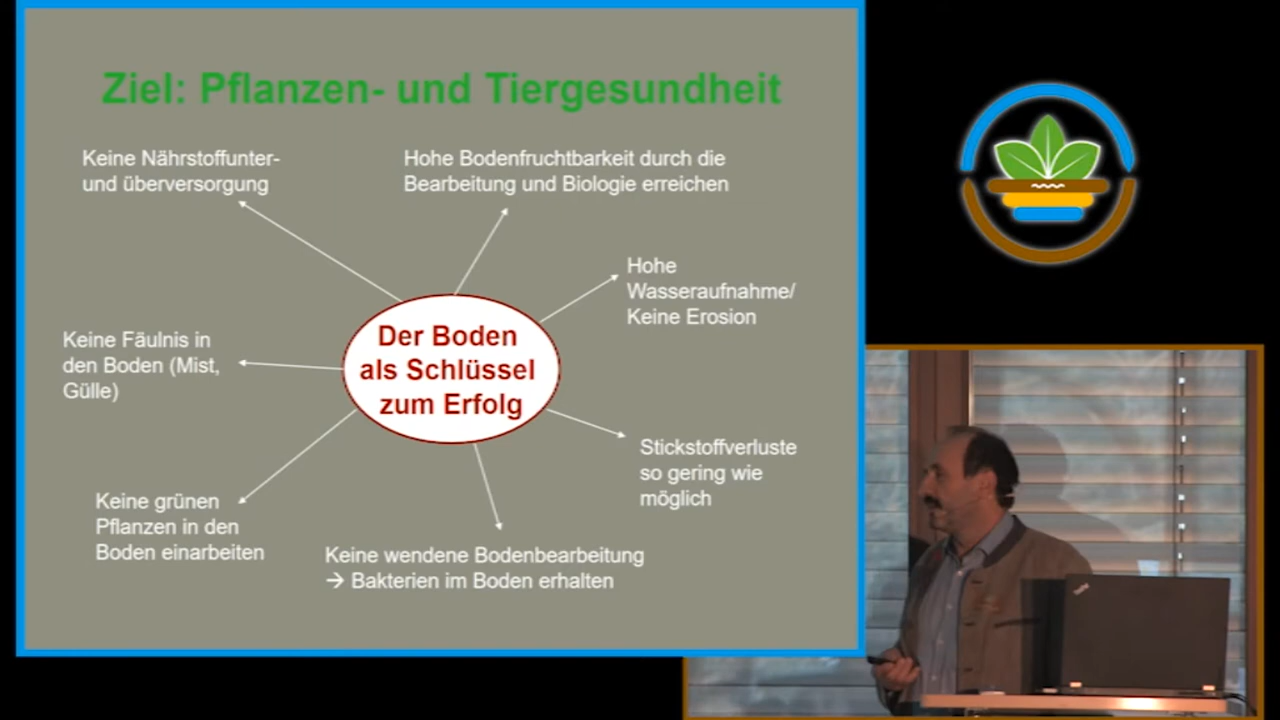 Ziel: Pflanzen- und Tiergesundheit
Keine Nährstoffunter-
und überversorgung
Hohe Bodenfruchtbarkeit durch die
Bearbeitung und Biologie erreichen
Hohe
Wasseraufnahme/
Keine Erosion
Keine Fäulnis in
den Boden (Mist,
Gülle)
Der Boden
als Schlüssel
zum Erfolg
Stickstoffverluste
so gering wie
möglich
Keine grünen
Pflanzen in den
Boden einarbeiten
Keine wendene Bodenbearbeitung
→ Bakterien im Boden erhalten